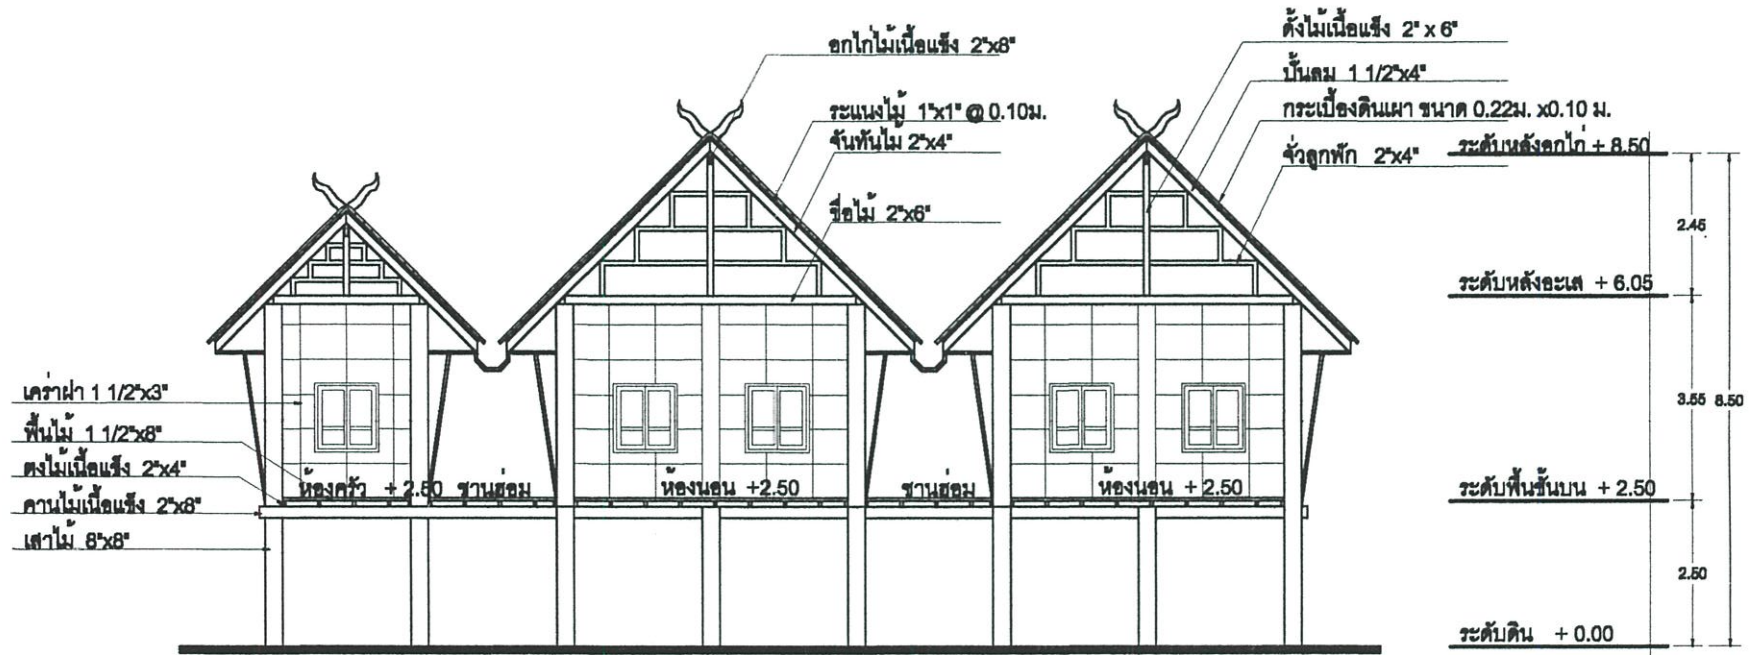 อกไก่ไม้เนื้อแข็ง 2"x8"
ระแนงไม้ 1"x1" @ 0.10ม.
จันทันไม้ 2"x4"
ขื่อไม้ 2"x6"
ดั้งไม้เนื้อแข็ง 2" x 6"
ปั้นลม 1 1/2"x4"
กระเบื้องดินเผา ขนาด 0.22ม. x0.10 ม.
จั่วลูกฟัก 2"x4"
ระดับหลังอกไก่ + 8.50
2.45
ระดับหลังอะเส + 6.05
3.55
8.50
เคร่าฝา 1 1/2"x3"
พื้นไม้ 1 1/2"x8"
ตงไม้เนื้อแข็ง 2"x4"
คานไม้เนื้อแข็ง 2"x8"
เสาไม้ 8"x8"
ห้องครัว + 2.50
ชานฮ่อม
ห้องนอน +2.50
ชานฮ่อม
ห้องนอน + 2.50
ระดับพื้นชั้นบน + 2.50
2.50
ระดับดิน + 0.00